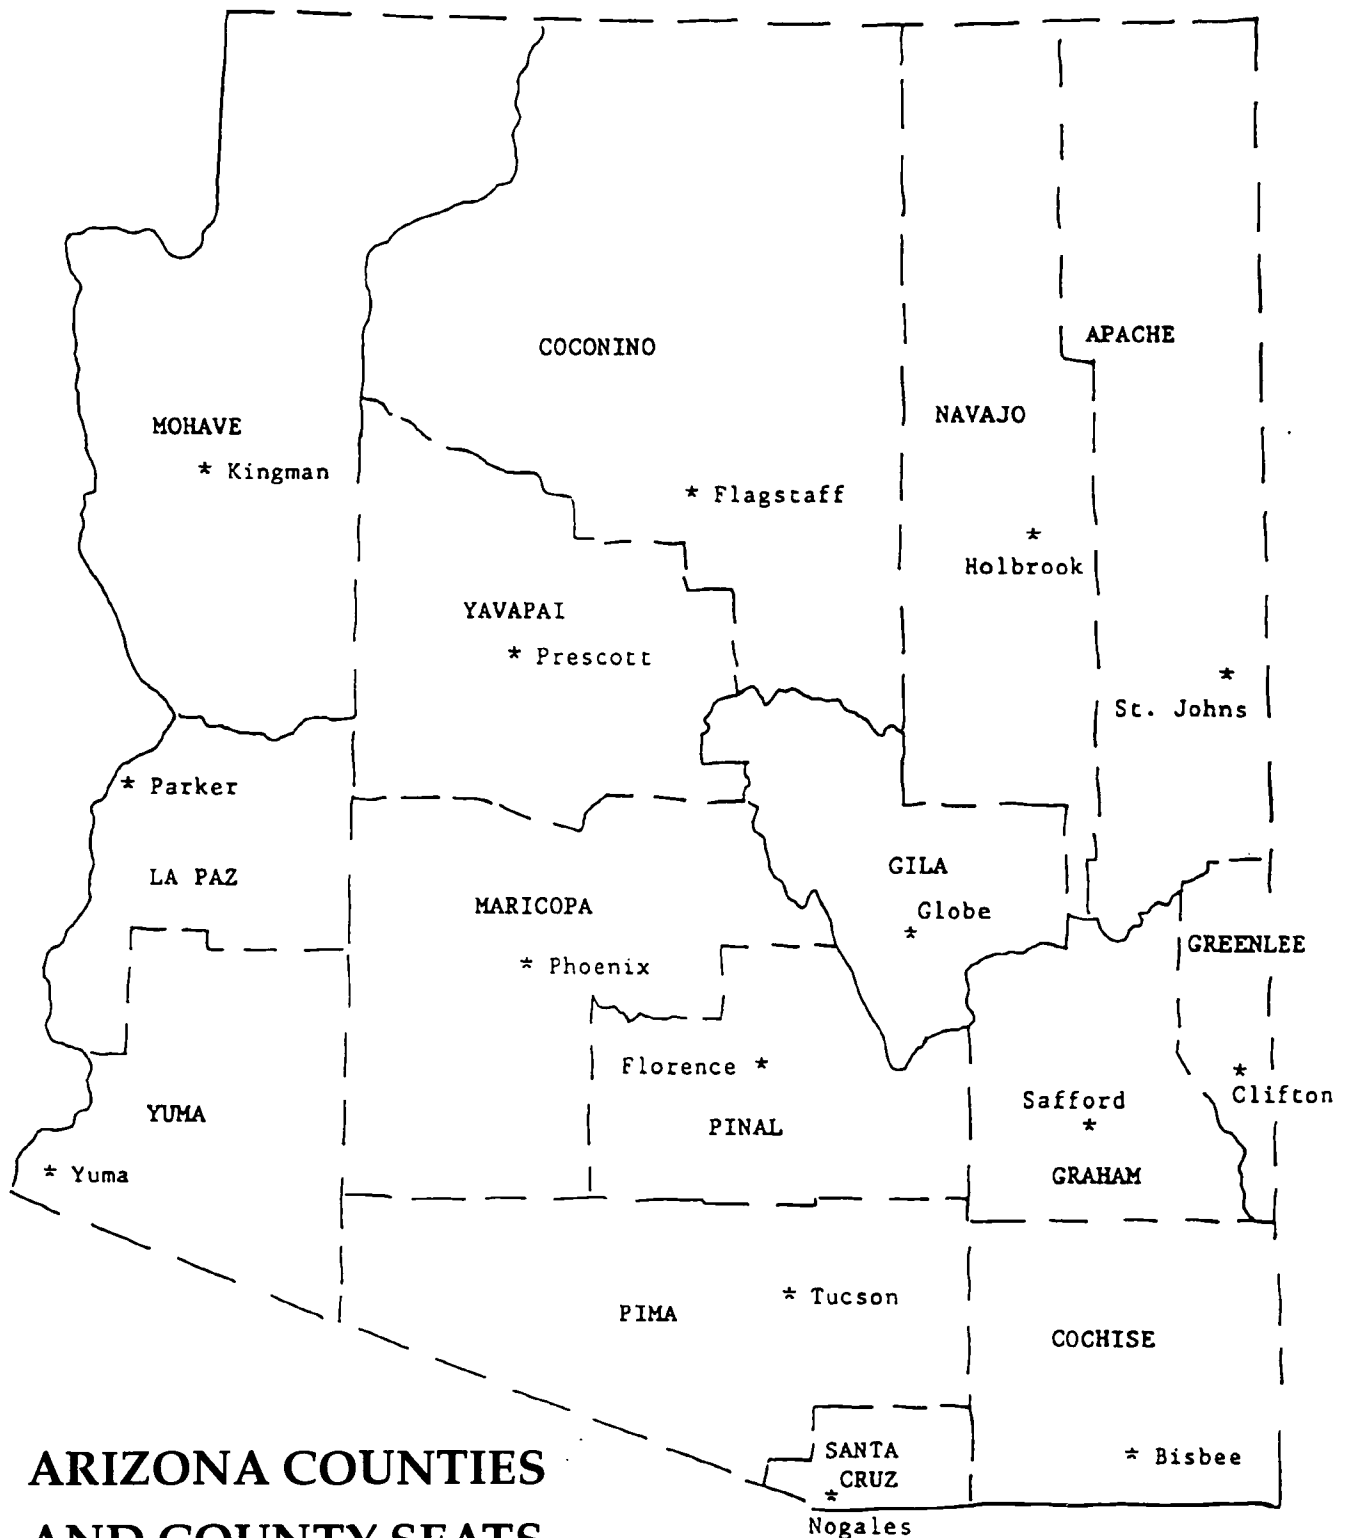 COCONINO
APACHE
NAVAJO
MOHAVE
* Kingman
* Flagstaff
*
Holbrook
YAVAPAI
* Prescott
*
St. Johns
* Parker
LA PAZ
GILA
Globe
*
MARICOPA
* Phoenix
GREENLEE
Florence *
*
Clifton
Safford
*
YUMA
PINAL
* Yuma
GRAHAM
* Tucson
PIMA
COCHISE
SANTA
CRUZ
*
Nogales
* Bisbee
ARIZONA COUNTIES
AND COUNTY SEATS